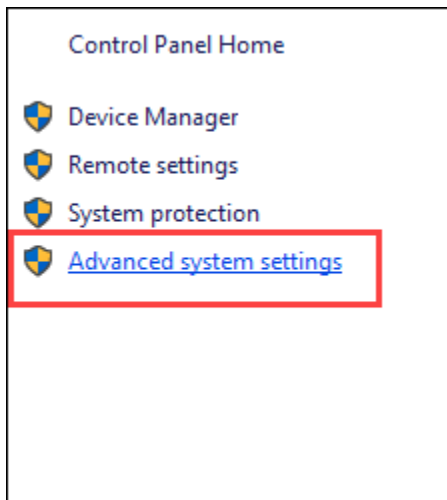 Control Panel Home
Device Manager
Remote settings
System protection
Advanced system settings